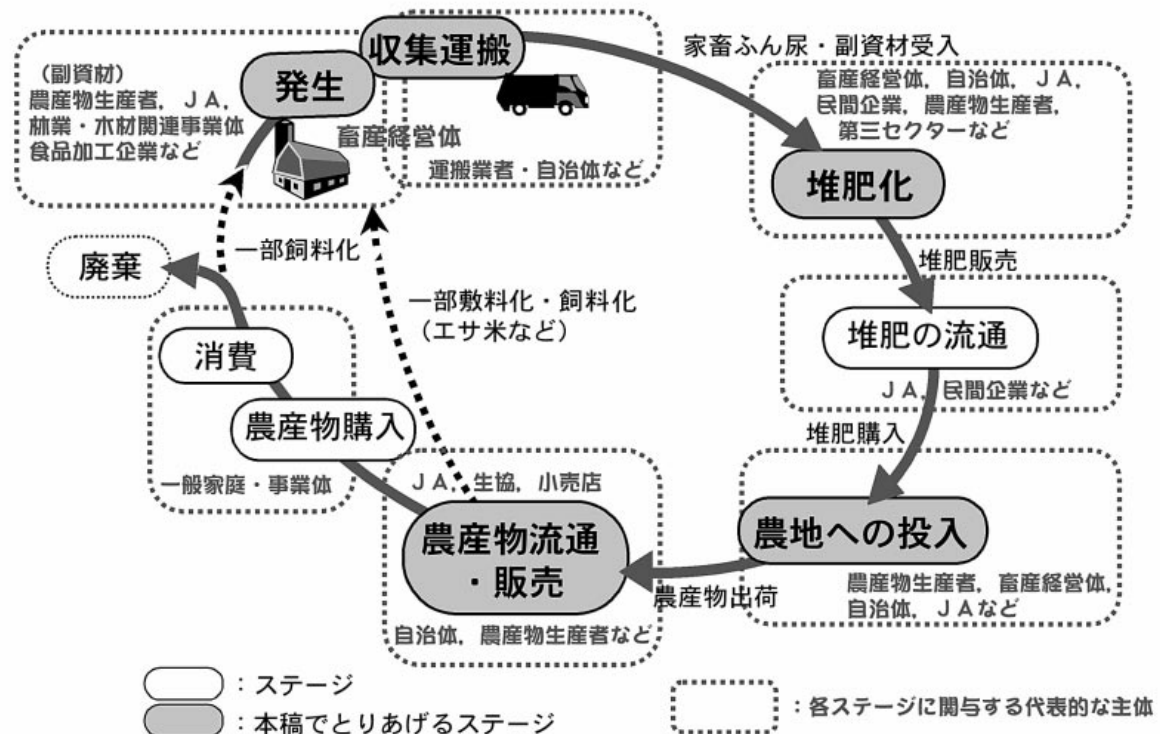 収集運搬
家畜ふん尿・副資材受入
（副資材）
農産物生産者，ＪＡ，
林業・木材関連事業体
食品加工企業など
発生
畜産経営体
運搬業者・自治体など
畜産経営体，自治体，ＪＡ，
民間企業，農産物生産者，
第三セクターなど
堆肥化
堆肥販売
堆肥の流通
ＪＡ，民間企業など
堆肥購入
農地への投入
農産物生産者，畜産経営体，
自治体，ＪＡなど
農産物出荷
ＪＡ，生協，小売店
農産物流通
・販売
自治体，農産物生産者など
一部敷料化・飼料化
（エサ米など）
農産物購入
消費
一般家庭・事業体
一部飼料化
廃棄
：ステージ
：本稿でとりあげるステージ
：各ステージに関与する代表的な主体